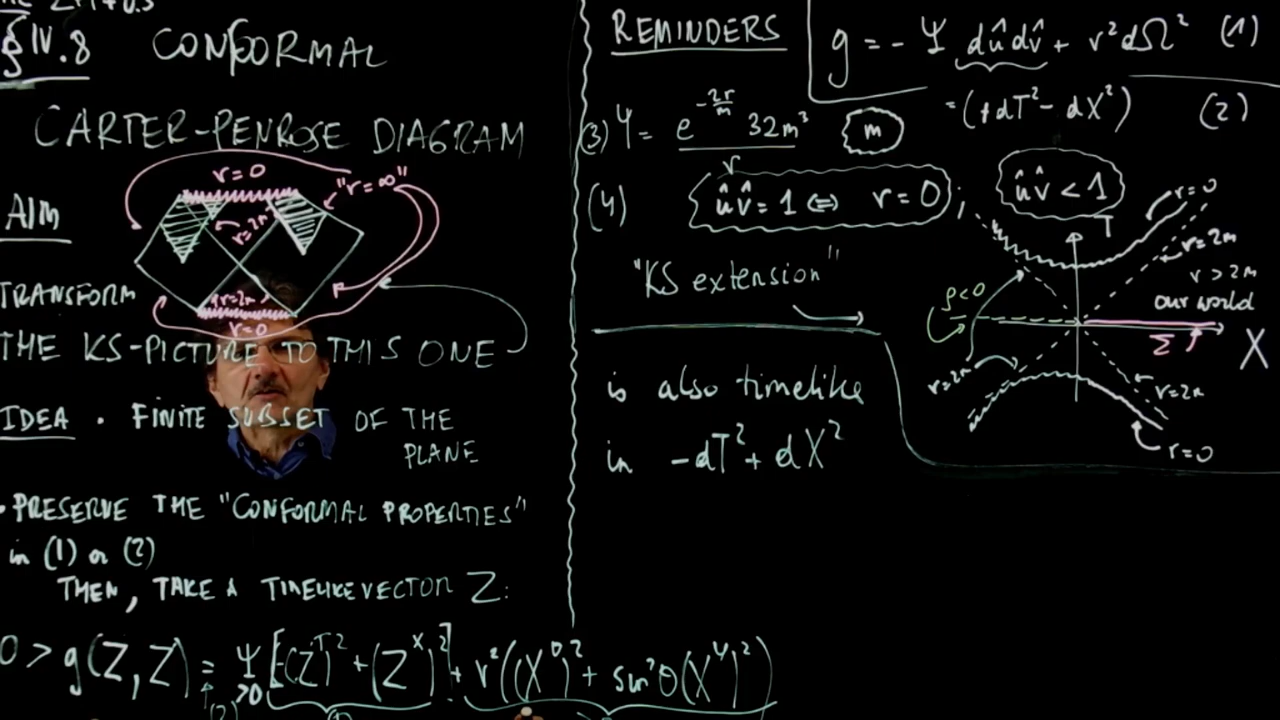 §IV.8 CONFORMAL
CARTER-PENROSE DIAGRAM
r=0
"r=∞"
r=2m
AIM
TRANSFORM
r=2m
r=0
THE KS-PICTURE TO THIS ONE
IDEA • FINITE SUBSET OF THE
PLANE
• PRESERVE THE "CONFORMAL PROPERTIES"
in (1) or (2)
THEN, TAKE A TIMELIKE VECTOR Z:
0 > g(Z,Z) = Ψ [-(Z^T)² + (Z^X)²] + r²((X^θ)² + sin²θ(X^φ)²)
>0
(2)
REMINDERS
g = - Ψ dûdv̂ + r²dΩ² (1)
=(+dT² - dX²) (2)
(3) Ψ = e^{-2r/m} 32m³ / r
m
(4) ûv̂ = 1 ⇔ r = 0 ; ûv̂ < 1
"KS extension"
T
r=0
r=2m
r > 2m
our world
ρ<0
Σ
X
r=2m
r=2m
r=0
is also timelike
in -dT² + dX²